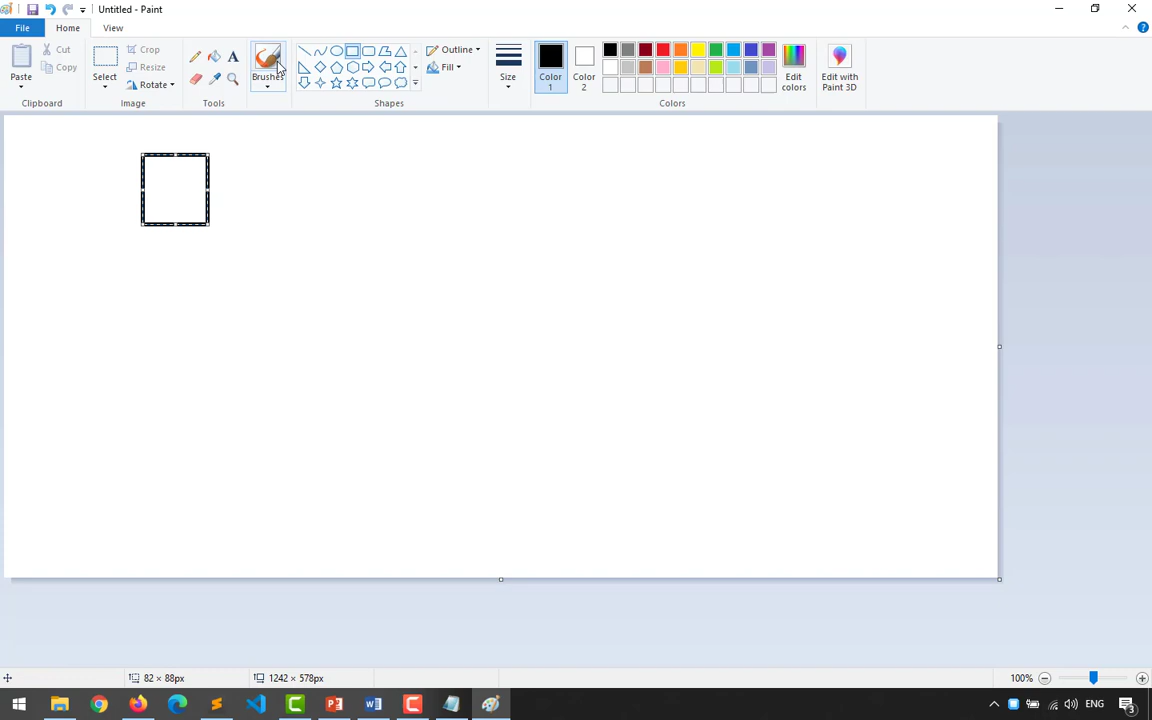 Untitled - Paint
File Home View
Paste Cut Copy Clipboard
Select Crop Resize Rotate Image
A Tools
Brushes
Shapes
Outline Fill
Size
Color 1
Color 2
Colors
Edit colors
Edit with Paint 3D
82 × 88px 1242 × 578px 100%
ENG 3